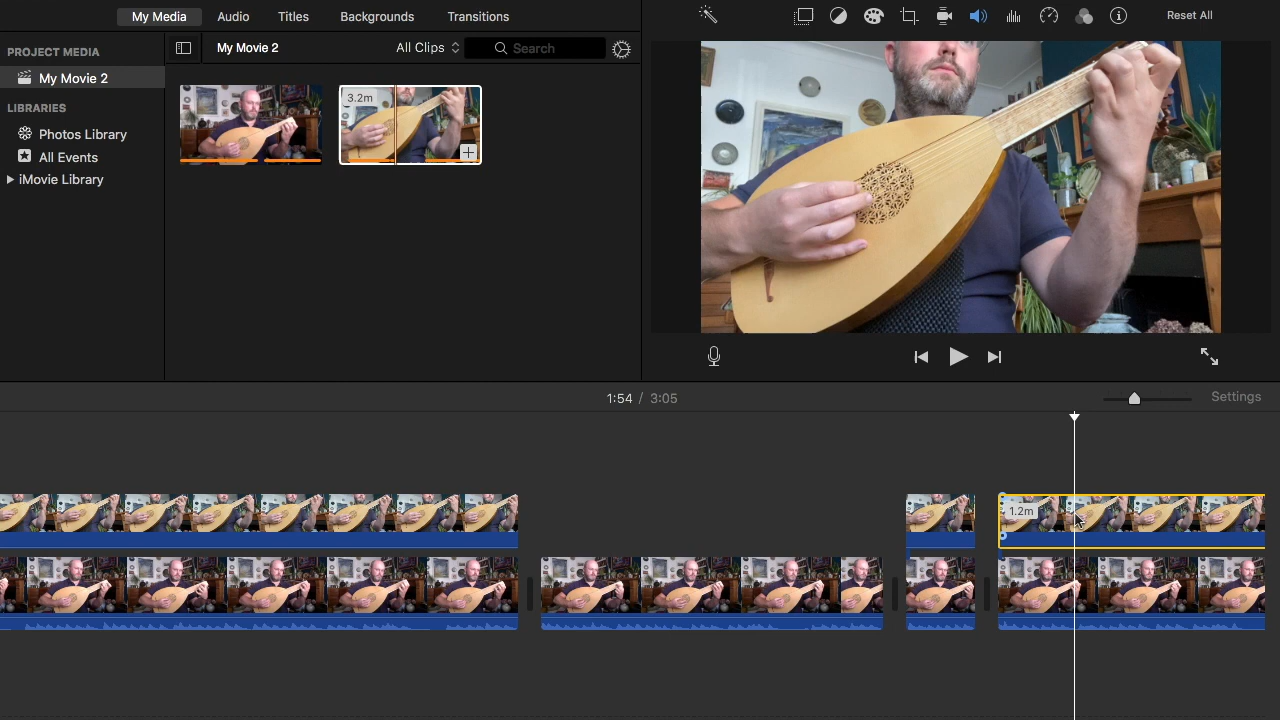 My Media Audio Titles Backgrounds Transitions Reset All
PROJECT MEDIA My Movie 2 All Clips Search
My Movie 2
3.2m
LIBRARIES
Photos Library
All Events
iMovie Library
1:54 / 3:05 Settings
1.2m